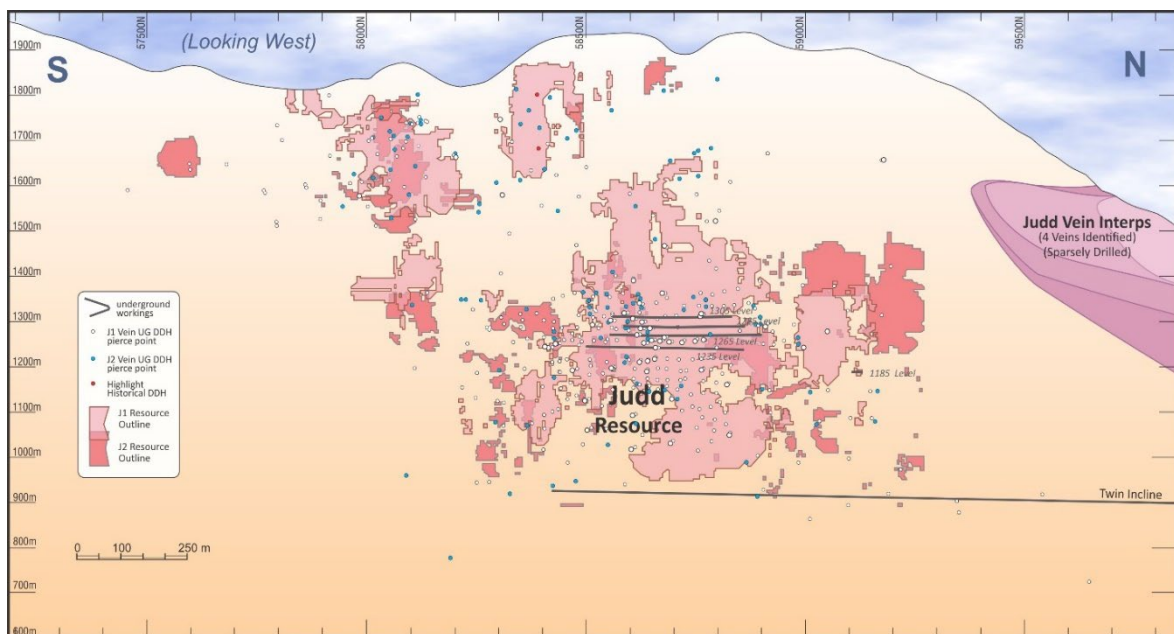 57500N
58000N
58500N
59000N
59500N
(Looking West)
S
N
1900m
1800m
1700m
1600m
1500m
1400m
1300m
1200m
1100m
1000m
900m
800m
700m
600m
Judd Vein Interps
(4 Veins Identified)
(Sparsely Drilled)
underground
workings
J1 Vein UG DDH
pierce point
J2 Vein UG DDH
pierce point
Highlight
Historical DDH
J1 Resource
Outline
J2 Resource
Outline
1305 Level
Level
1265 Level
1235 Level
1185 Level
Judd
Resource
Twin Incline
0 100 250 m